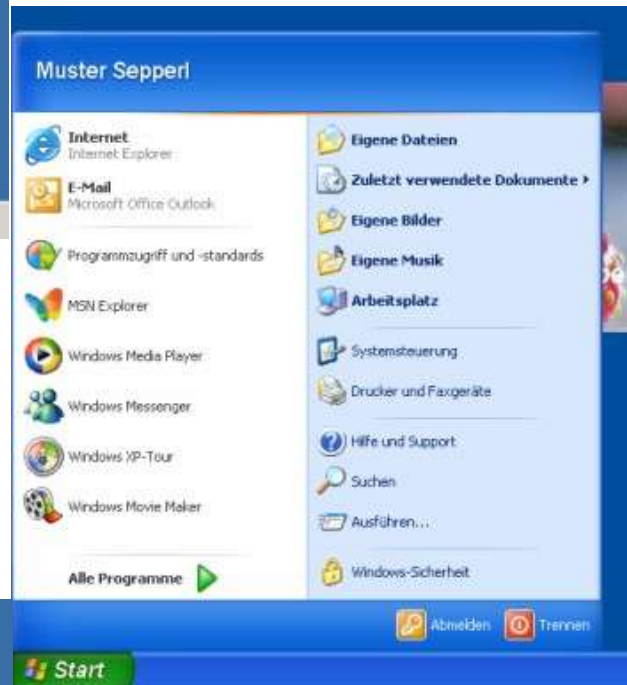 Muster Sepperl
Internet
Internet Explorer
E-Mail
Microsoft Office Outlook
Programmzugriff und -standards
MSN Explorer
Windows Media Player
Windows Messenger
Windows XP-Tour
Windows Movie Maker
Alle Programme
Eigene Dateien
Zuletzt verwendete Dokumente
Eigene Bilder
Eigene Musik
Arbeitsplatz
Systemsteuerung
Drucker und Faxgeräte
Hilfe und Support
Suchen
Ausführen...
Windows-Sicherheit
Abmelden
Trennen
Start